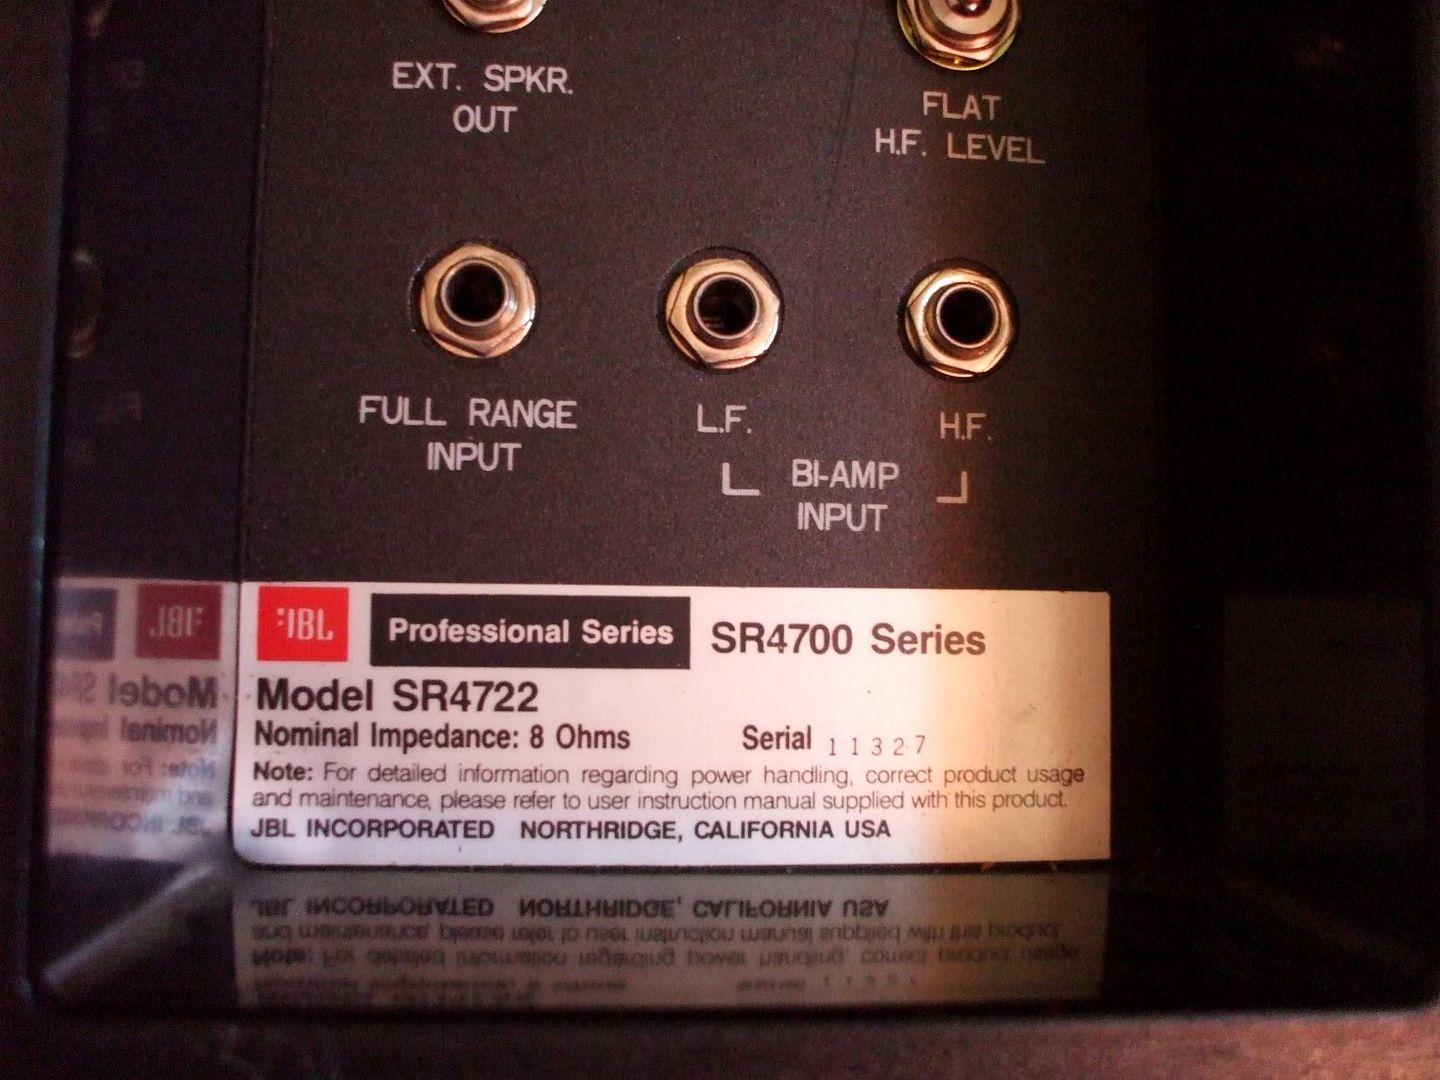 EXT. SPKR.
OUT
FLAT
H.F. LEVEL
FULL RANGE
INPUT
L.F.
H.F.
BI-AMP
INPUT
JBL Professional Series SR4700 Series
Model SR4722
Nominal Impedance: 8 Ohms Serial 11327
Note: For detailed information regarding power handling, correct product usage
and maintenance, please refer to user instruction manual supplied with this product.
JBL INCORPORATED NORTHRIDGE, CALIFORNIA USA